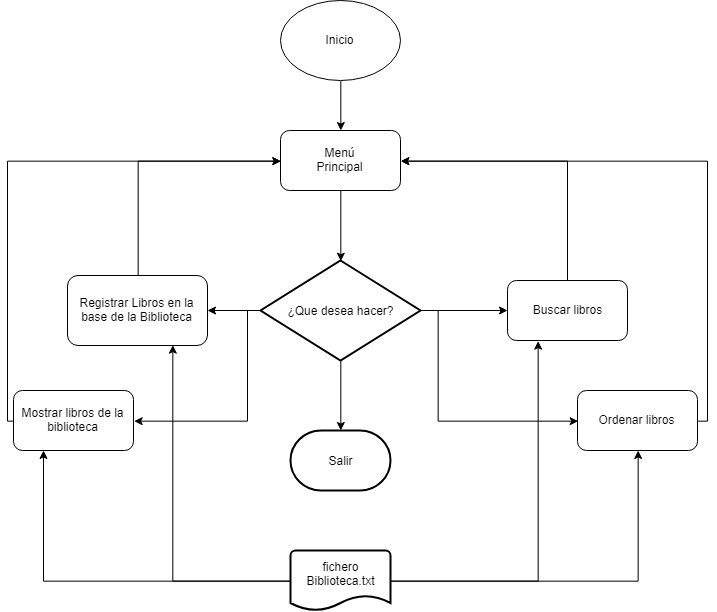 Inicio
Menú
Principal
Registrar Libros en la
base de la Biblioteca
¿Que desea hacer?
Buscar libros
Mostrar libros de la
biblioteca
Ordenar libros
Salir
fichero
Biblioteca.txt